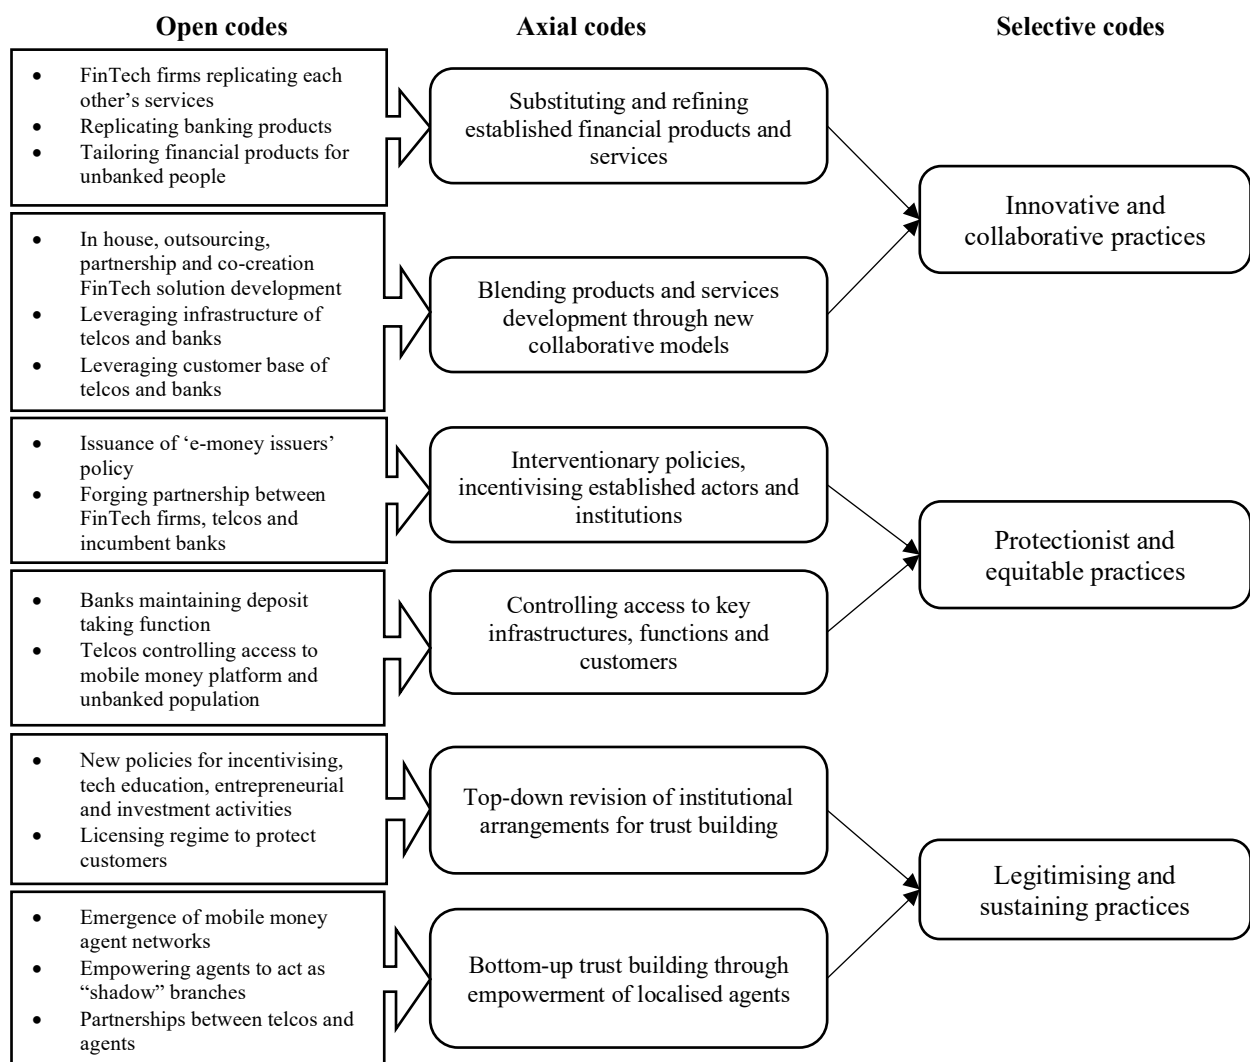 Open codes
Axial codes
Selective codes
• FinTech firms replicating each
other’s services
• Replicating banking products
• Tailoring financial products for
unbanked people
Substituting and refining
established financial products and
services
Innovative and
collaborative practices
• In house, outsourcing,
partnership and co-creation
FinTech solution development
• Leveraging infrastructure of
telcos and banks
• Leveraging customer base of
telcos and banks
Blending products and services
development through new
collaborative models
• Issuance of ‘e-money issuers’
policy
• Forging partnership between
FinTech firms, telcos and
incumbent banks
Interventionary policies,
incentivising established actors and
institutions
Protectionist and
equitable practices
• Banks maintaining deposit
taking function
• Telcos controlling access to
mobile money platform and
unbanked population
Controlling access to key
infrastructures, functions and
customers
• New policies for incentivising,
tech education, entrepreneurial
and investment activities
• Licensing regime to protect
customers
Top-down revision of institutional
arrangements for trust building
Legitimising and
sustaining practices
• Emergence of mobile money
agent networks
• Empowering agents to act as
“shadow” branches
• Partnerships between telcos and
agents
Bottom-up trust building through
empowerment of localised agents